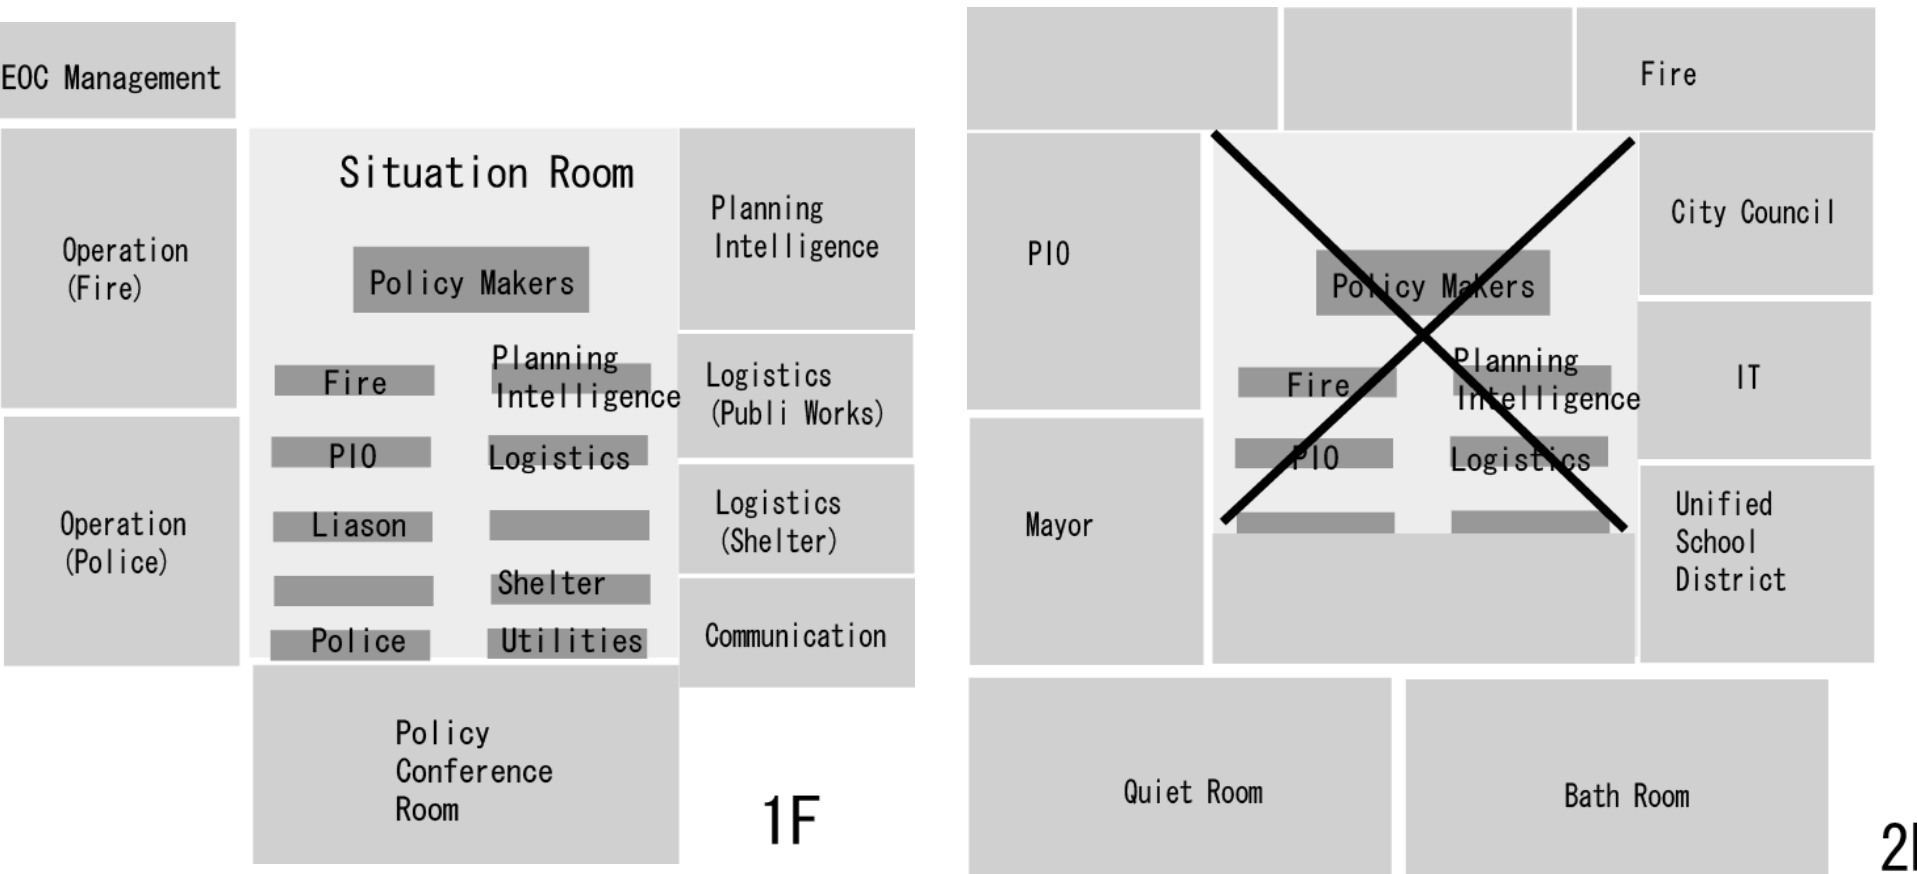 EOC Management
Operation
(Fire)
Operation
(Police)
Situation Room
Policy Makers
Fire
Planning
Intelligence
PIO
Logistics
Liason
Shelter
Police
Utilities
Planning
Intelligence
Logistics
(Publi Works)
Logistics
(Shelter)
Communication
Policy
Conference
Room
1F
Fire
PIO
Mayor
Policy Makers
Fire
Planning
Intelligence
PIO
Logistics
City Council
IT
Unified
School
District
Quiet Room
Bath Room
2F